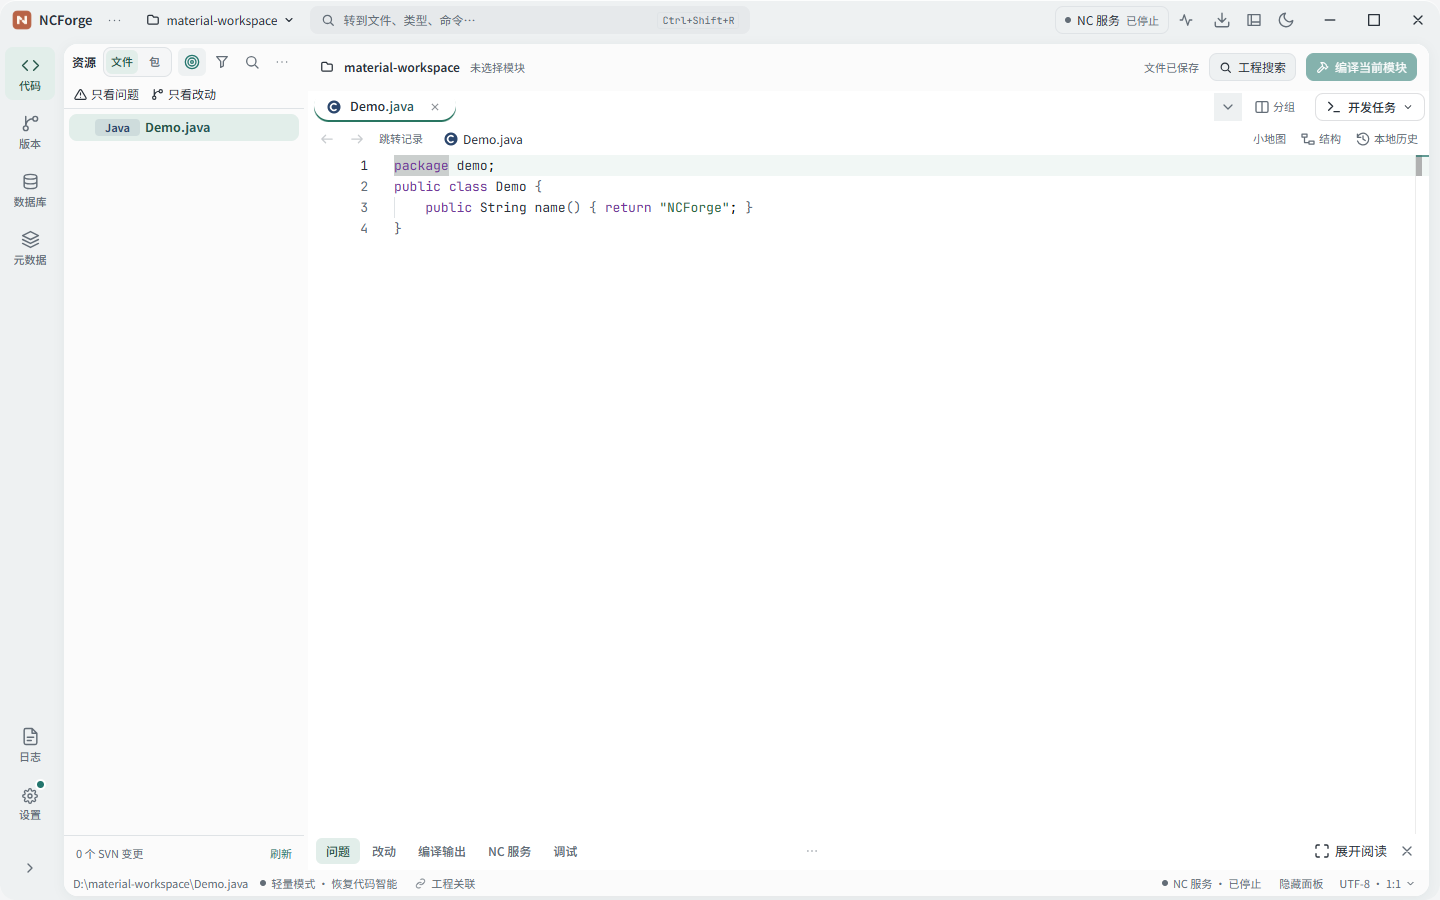 NCForge ··· material-workspace 转到文件、类型、命令··· Ctrl+Shift+R NC 服务 已停止
代码
版本
数据库
元数据
日志
设置
资源 文件 包 ···
只看问题 只看改动
Java Demo.java
0 个 SVN 变更 刷新
material-workspace 未选择模块 文件已保存 工程搜索 编译当前模块
Demo.java × 分组 开发任务
跳转记录 Demo.java 小地图 结构 本地历史
1 package demo;
2 public class Demo {
3 public String name() { return "NCForge"; }
4 }
问题 改动 编译输出 NC 服务 调试 ··· 展开阅读
D:\material-workspace\Demo.java 轻量模式 · 恢复代码智能 工程关联 NC 服务 · 已停止 隐藏面板 UTF-8 · 1:1